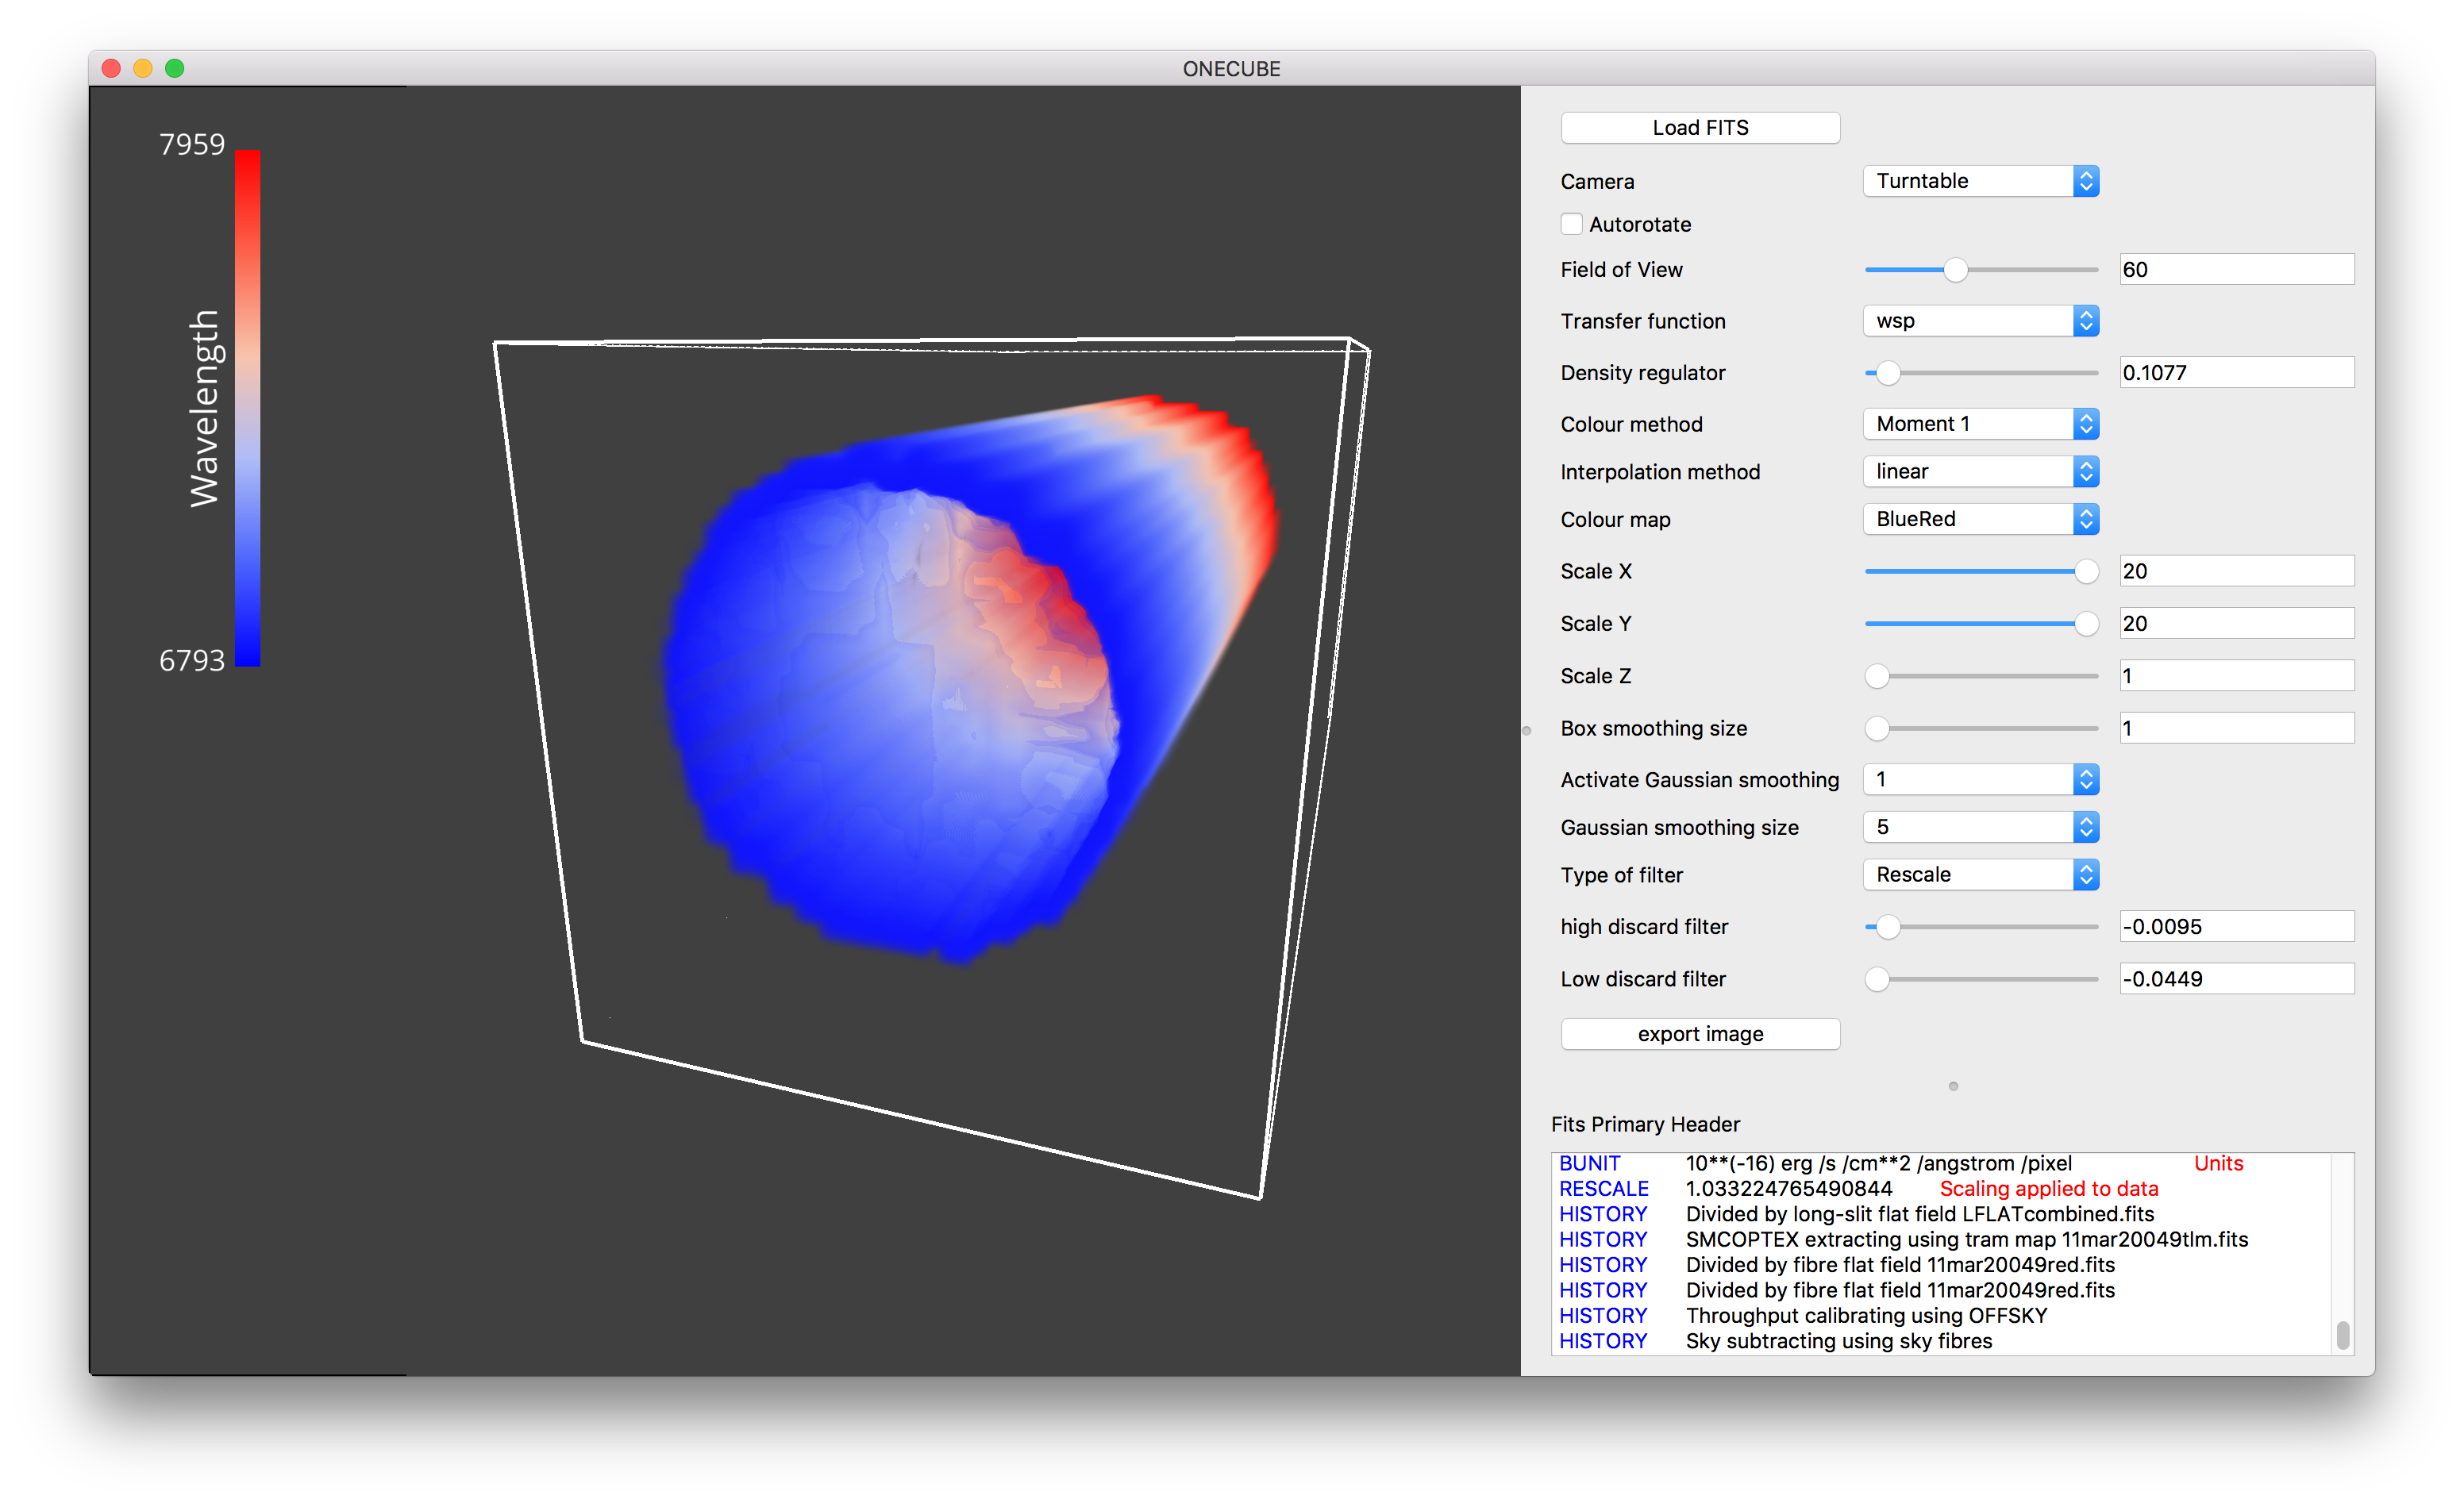 ONECUBE
7959
Wavelength
6793
Load FITS
Camera Turntable
Autorotate
Field of View 60
Transfer function wsp
Density regulator 0.1077
Colour method Moment 1
Interpolation method linear
Colour map BlueRed
Scale X 20
Scale Y 20
Scale Z 1
Box smoothing size 1
Activate Gaussian smoothing 1
Gaussian smoothing size 5
Type of filter Rescale
high discard filter -0.0095
Low discard filter -0.0449
export image
Fits Primary Header
BUNIT 10**(-16) erg /s /cm**2 /angstrom /pixel Units
RESCALE 1.033224765490844 Scaling applied to data
HISTORY Divided by long-slit flat field LFLATcombined.fits
HISTORY SMCOPTEX extracting using tram map 11mar20049tlm.fits
HISTORY Divided by fibre flat field 11mar20049red.fits
HISTORY Divided by fibre flat field 11mar20049red.fits
HISTORY Throughput calibrating using OFFSKY
HISTORY Sky subtracting using sky fibres